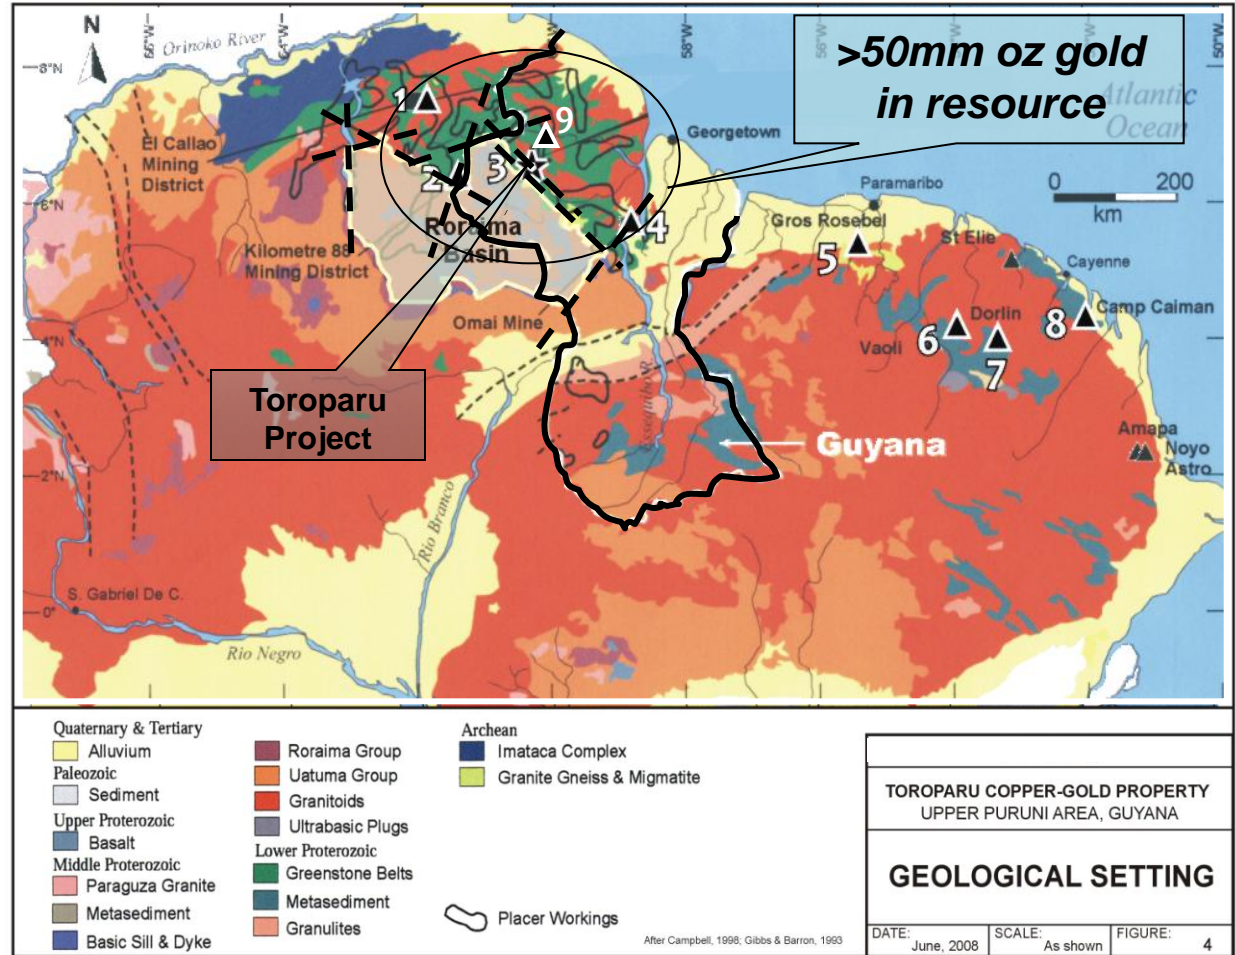 N
66°W
64°W
58°W
56°W
50°W
8°N
6°N
4°N
2°N
0°
Orinoko River
>50mm oz gold
in resource
Atlantic
Ocean
El Callao
Mining
District
1
9
2
3
4
Georgetown
0 200
km
Paramaribo
Gros Rosebel
5
St Elie
Cayenne
Roraima
Basin
Kilometre 88
Mining District
Omai Mine
Camp Caiman
8
Dorlin
6
7
Vaoli
Toroparu
Project
Essequibo R.
Guyana
Amapa
Noyo
Astro
Rio Branco
S. Gabriel De C.
Rio Negro
Quaternary & Tertiary
Alluvium
Paleozoic
Sediment
Upper Proterozoic
Basalt
Middle Proterozoic
Paraguza Granite
Metasediment
Basic Sill & Dyke
Roraima Group
Uatuma Group
Granitoids
Ultrabasic Plugs
Lower Proterozoic
Greenstone Belts
Metasediment
Granulites
Archean
Imataca Complex
Granite Gneiss & Migmatite
Placer Workings
After Campbell, 1998; Gibbs & Barron, 1993
TOROPARU COPPER-GOLD PROPERTY
UPPER PURUNI AREA, GUYANA
GEOLOGICAL SETTING
DATE: June, 2008
SCALE: As shown
FIGURE: 4